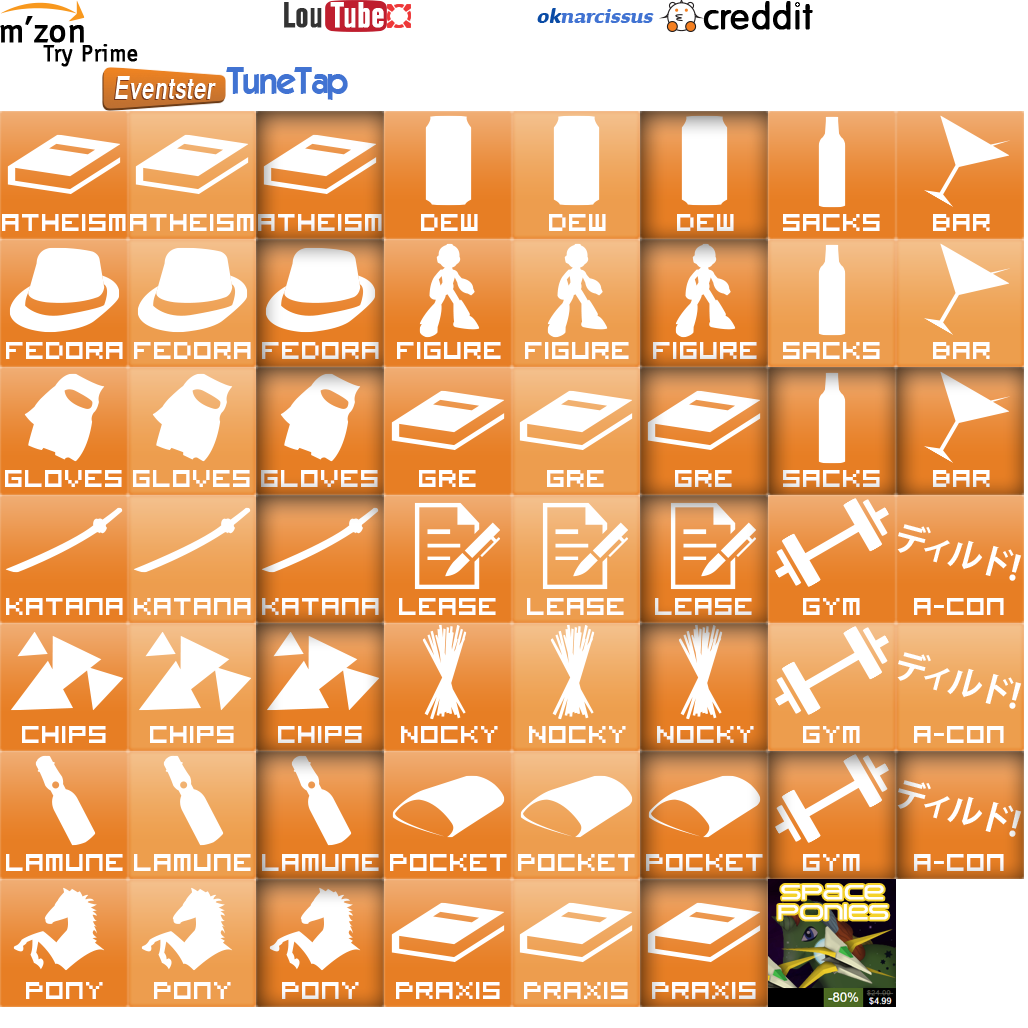 m'zon
Try Prime
LouTube
oknarcissus
creddit
Eventster
TuneTap
ATHEISM ATHEISM ATHEISM DEW DEW DEW SACKS BAR
FEDORA FEDORA FEDORA FIGURE FIGURE FIGURE SACKS BAR
GLOVES GLOVES GLOVES GRE GRE GRE SACKS BAR
ディルド!
KATANA KATANA KATANA LEASE LEASE LEASE GYM A-CON
ディルド!
CHIPS CHIPS CHIPS NOCKY NOCKY NOCKY GYM A-CON
ディルド!
LAMUNE LAMUNE LAMUNE POCKET POCKET POCKET GYM A-CON
SPACE
PONIES
PONY PONY PONY PRAXIS PRAXIS PRAXIS
-80% $24.99
$4.99